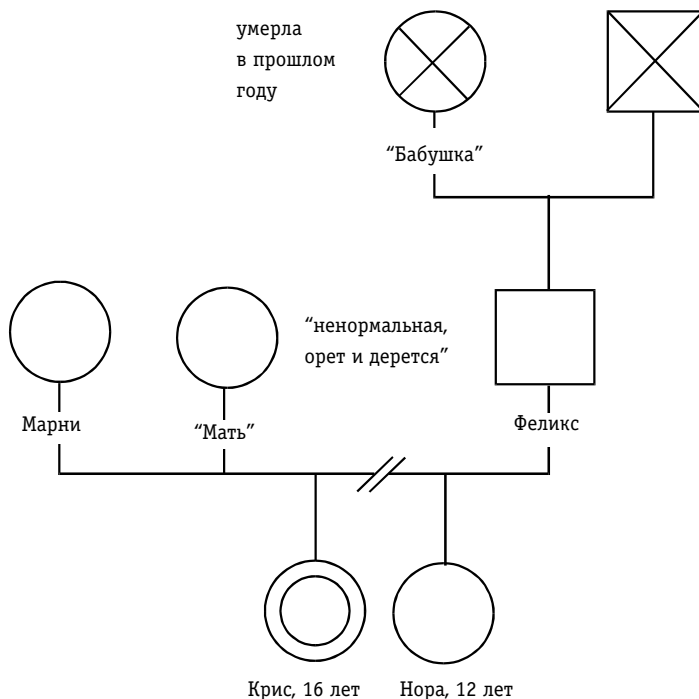 умерла
в прошлом
году
“Бабушка”
“ненормальная,
орет и дерется”
Марни
“Мать”
Феликс
Крис, 16 лет
Нора, 12 лет